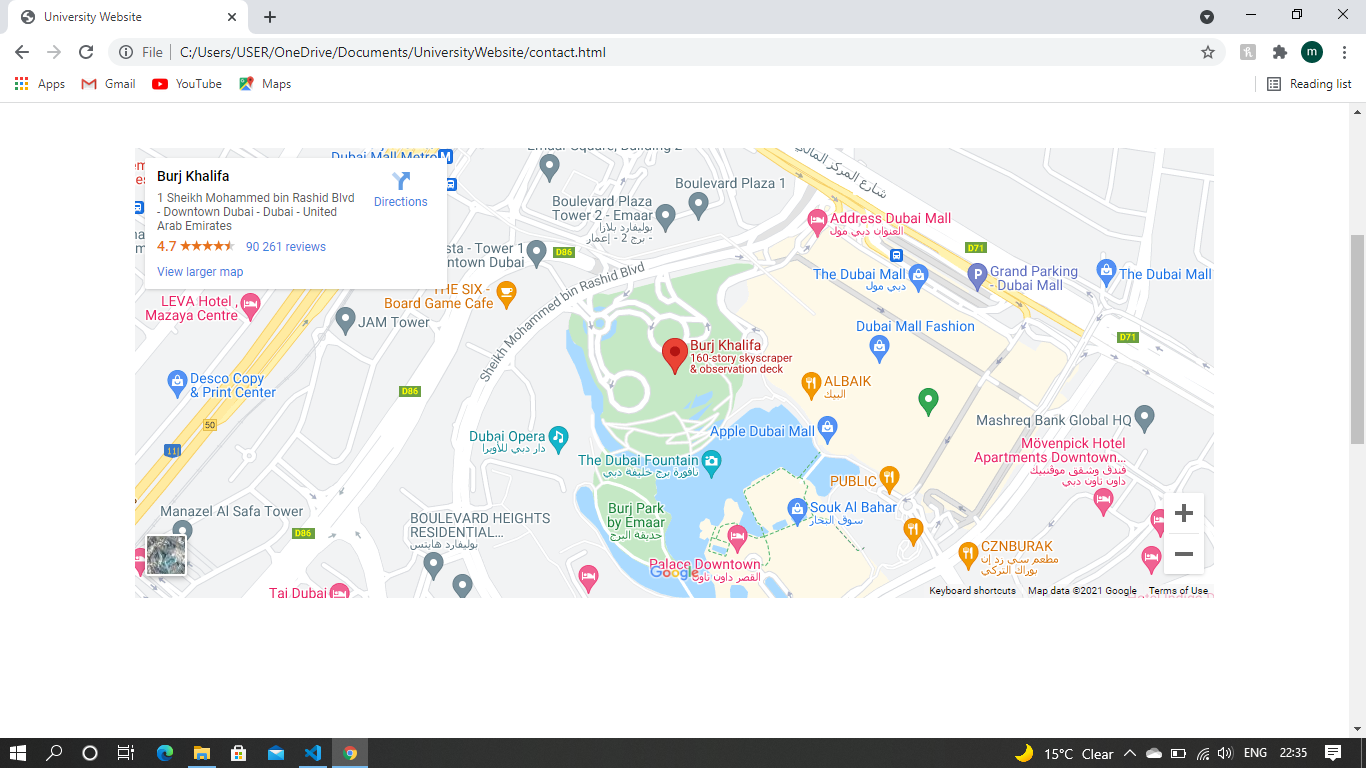 University Website
File
C:/Users/USER/OneDrive/Documents/UniversityWebsite/contact.html
m
Apps
Gmail
YouTube
Maps
Reading list
Dubai Mall Metro
Emaar Square, Building 2
شارع المركز المالي
Burj Khalifa
1 Sheikh Mohammed bin Rashid Blvd
- Downtown Dubai - Dubai - United
Arab Emirates
4.7
90 261 reviews
View larger map
Directions
Boulevard Plaza 1
Boulevard Plaza
Tower 2 - Emaar
بوليفارد بلازا
برج 2 - إعمار -
Address Dubai Mall
العنوان دبي مول
sta - Tower 1
ntown Dubai
D86
D71
The Dubai Mall
دبي مول
Grand Parking
- Dubai Mall
The Dubai Mall
THE SIX -
Board Game Cafe
Sheikh Mohammed bin Rashid Blvd
LEVA Hotel ,
Mazaya Centre
JAM Tower
Dubai Mall Fashion
D71
Burj Khalifa
160-story skyscraper
& observation deck
Desco Copy
& Print Center
D86
ALBAIK
البيك
50
Mashreq Bank Global HQ
Apple Dubai Mall
Dubai Opera
دار دبي للأوبرا
11
The Dubai Fountain
نافورة برج خليفة دبي
Mövenpick Hotel
Apartments Downtown...
فندق وشقق موڤنبيك
داون تاون دبي
PUBLIC
Burj Park
by Emaar
حديقة البرج
Souk Al Bahar
سوق البحار
Manazel Al Safa Tower
D86
BOULEVARD HEIGHTS
RESIDENTIAL...
بوليفارد هايتس
CZNBURAK
مطعم سي زد إن
بوراك التركي
Palace Downtown
القصر داون تاون
Google
Taj Dubai
Keyboard shortcuts
Map data ©2021 Google
Terms of Use
15°C Clear
ENG
22:35